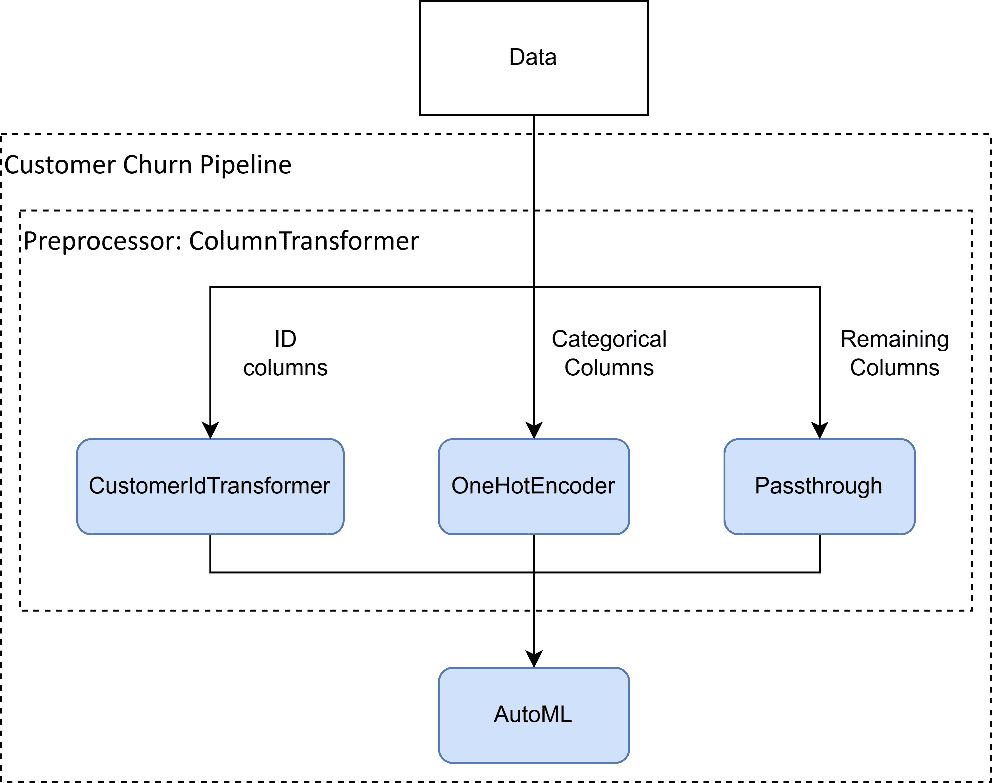 Data
Customer Churn Pipeline
Preprocessor: ColumnTransformer
ID
columns
Categorical
Columns
Remaining
Columns
CustomerIdTransformer
OneHotEncoder
Passthrough
AutoML